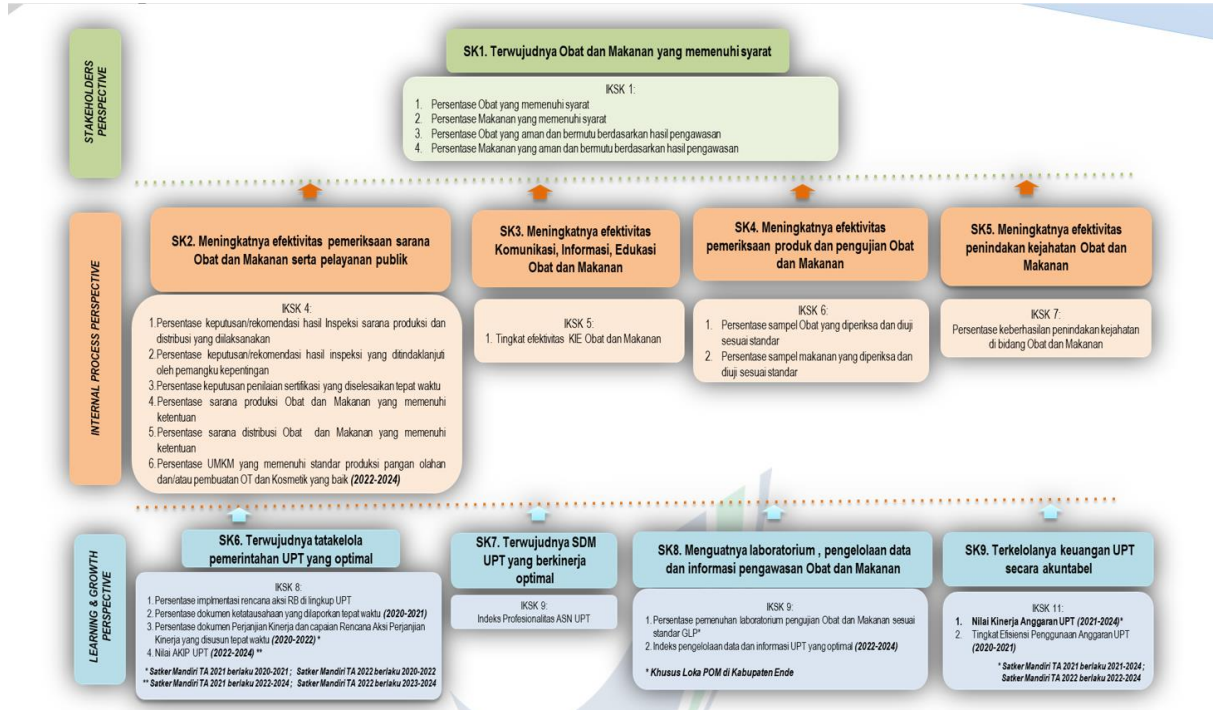 STAKEHOLDERS
PERSPECTIVE
SK1. Terwujudnya Obat dan Makanan yang memenuhi syarat
IKSK 1:
1. Persentase Obat yang memenuhi syarat
2. Persentase Makanan yang memenuhi syarat
3. Persentase Obat yang aman dan bermutu berdasarkan hasil pengawasan
4. Persentase Makanan yang aman dan bermutu berdasarkan hasil pengawasan
INTERNAL PROCESS PERSPECTIVE
SK2. Meningkatnya efektivitas pemeriksaan sarana
Obat dan Makanan serta pelayanan publik
IKSK 4:
1.Persentase keputusan/rekomendasi hasil Inspeksi sarana produksi dan
distribusi yang dilaksanakan
2.Persentase keputusan/rekomendasi hasil inspeksi yang ditindaklanjuti
oleh pemangku kepentingan
3.Persentase keputusan penilaian sertifikasi yang diselesaikan tepat waktu
4.Persentase sarana produksi Obat dan Makanan yang memenuhi
ketentuan
5.Persentase sarana distribusi Obat dan Makanan yang memenuhi
ketentuan
6.Persentase UMKM yang memenuhi standar produksi pangan olahan
dan/atau pembuatan OT dan Kosmetik yang baik (2022-2024)
SK3. Meningkatnya efektivitas
Komunikasi, Informasi, Edukasi
Obat dan Makanan
IKSK 5:
1. Tingkat efektivitas KIE Obat dan Makanan
SK4. Meningkatnya efektivitas
pemeriksaan produk dan pengujian Obat
dan Makanan
IKSK 6:
1. Persentase sampel Obat yang diperiksa dan diuji
sesuai standar
2. Persentase sampel makanan yang diperiksa dan
diuji sesuai standar
SK5. Meningkatnya efektivitas
penindakan kejahatan Obat dan
Makanan
IKSK 7:
Persentase keberhasilan penindakan kejahatan
di bidang Obat dan Makanan
LEARNING & GROWTH
PERSPECTIVE
SK6. Terwujudnya tatakelola
pemerintahan UPT yang optimal
IKSK 8:
1. Persentase implmentasi rencana aksi RB di lingkup UPT
2. Persentase dokumen ketatausahaan yang dilaporkan tepat waktu (2020-2021)
3. Persentase dokumen Perjanjian Kinerja dan capaian Rencana Aksi Perjanjian
Kinerja yang disusun tepat waktu (2020-2022) *
4. Nilai AKIP UPT (2022-2024) **
* Satker Mandiri TA 2021 berlaku 2020-2021 ; Satker Mandiri TA 2022 berlaku 2020-2022
** Satker Mandiri TA 2021 berlaku 2022-2024 ; Satker Mandiri TA 2022 berlaku 2023-2024
SK7. Terwujudnya SDM
UPT yang berkinerja
optimal
IKSK 9:
Indeks Profesionalitas ASN UPT
SK8. Menguatnya laboratorium , pengelolaan data
dan informasi pengawasan Obat dan Makanan
IKSK 9:
1. Persentase pemenuhan laboratorium pengujian Obat dan Makanan sesuai
standar GLP*
2. Indeks pengelolaan data dan informasi UPT yang optimal (2022-2024)
* Khusus Loka POM di Kabupaten Ende
SK9. Terkelolanya keuangan UPT
secara akuntabel
IKSK 11:
1. Nilai Kinerja Anggaran UPT (2021-2024)*
2. Tingkat Efisiensi Penggunaan Anggaran UPT
(2020-2021)
* Satker Mandiri TA 2021 berlaku 2021-2024 ;
Satker Mandiri TA 2022 berlaku 2022-2024